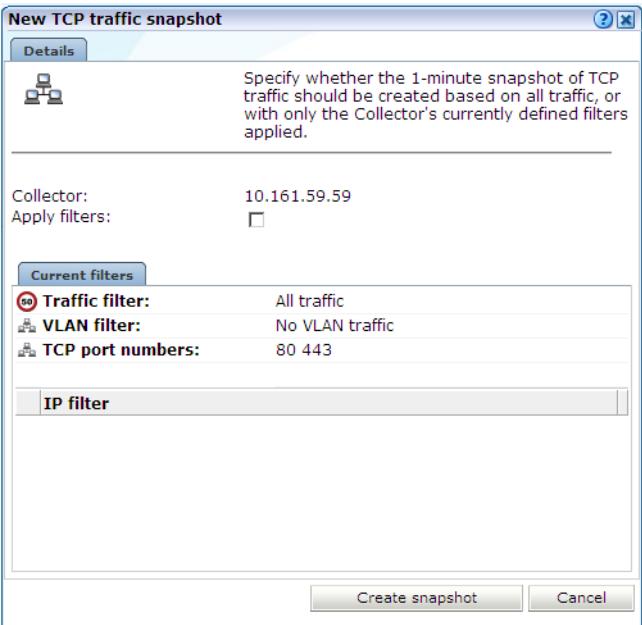 New TCP traffic snapshot
?
Details
Specify whether the 1-minute snapshot of TCP
traffic should be created based on all traffic, or
with only the Collector's currently defined filters
applied.
Collector: 10.161.59.59
Apply filters:
Current filters
50 Traffic filter: All traffic
VLAN filter: No VLAN traffic
TCP port numbers: 80 443
IP filter
Create snapshot Cancel